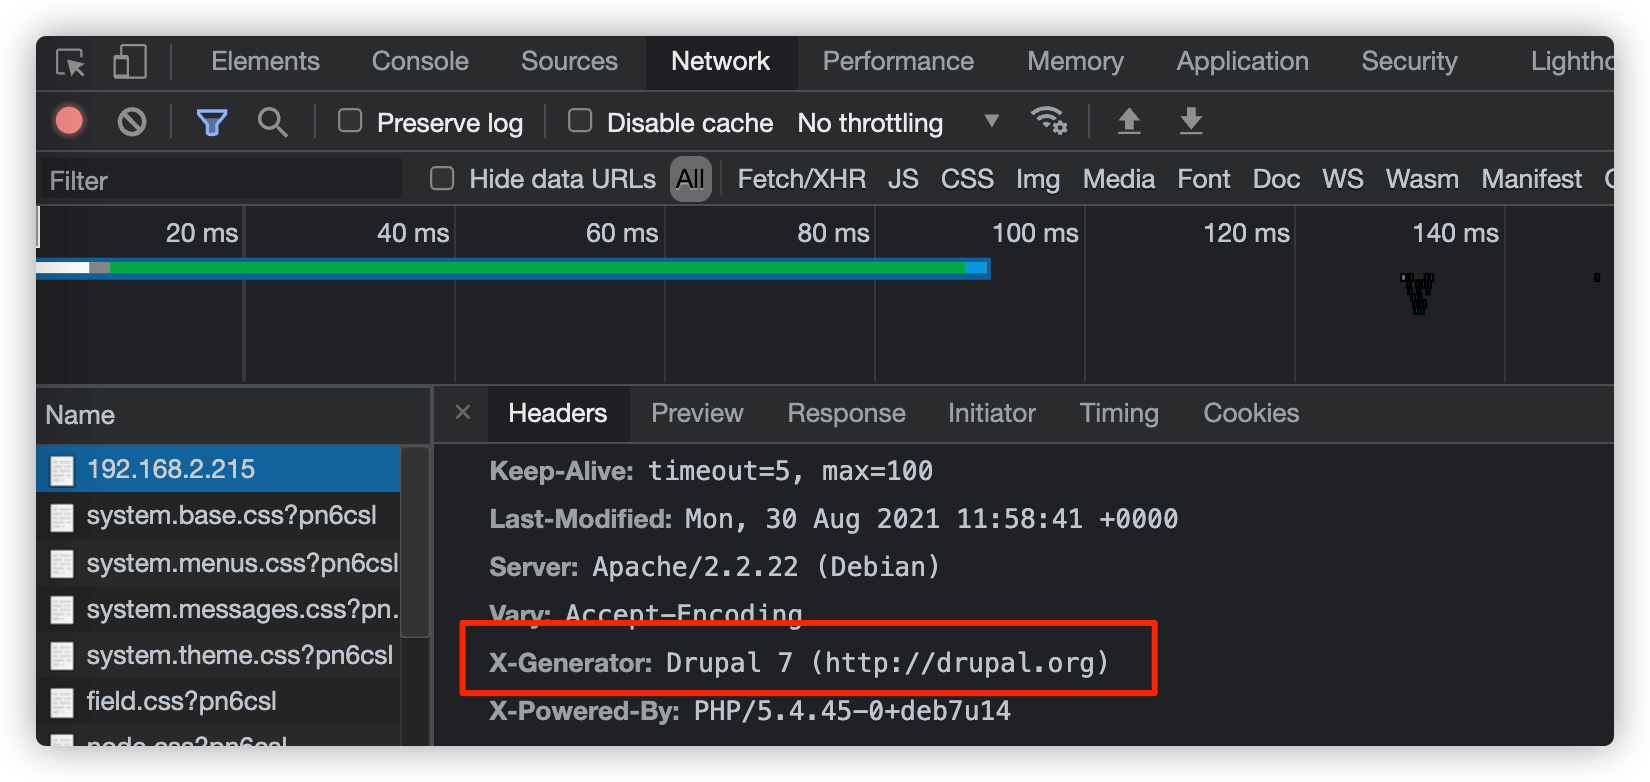 Elements Console Sources Network Performance Memory Application Security Lightho
Preserve log Disable cache No throttling
Filter Hide data URLs All Fetch/XHR JS CSS Img Media Font Doc WS Wasm Manifest
20 ms 40 ms 60 ms 80 ms 100 ms 120 ms 140 ms
Name
× Headers Preview Response Initiator Timing Cookies
192.168.2.215
system.base.css?pn6csl
system.menus.css?pn6csl
system.messages.css?pn.
system.theme.css?pn6csl
field.css?pn6csl
node.css?pn6csl
Keep-Alive: timeout=5, max=100
Last-Modified: Mon, 30 Aug 2021 11:58:41 +0000
Server: Apache/2.2.22 (Debian)
Vary: Accept-Encoding
X-Generator: Drupal 7 (http://drupal.org)
X-Powered-By: PHP/5.4.45-0+deb7u14